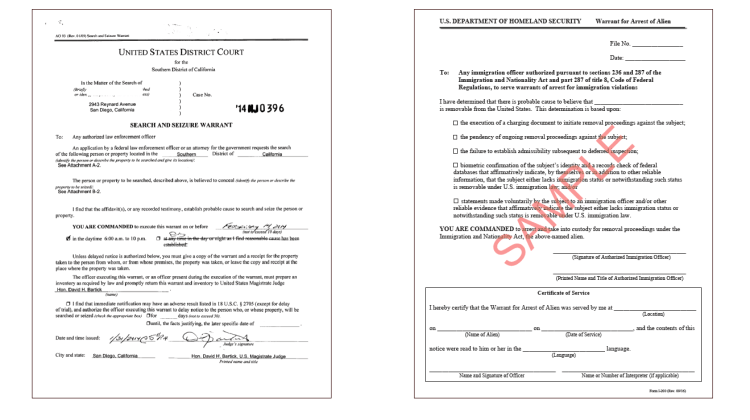 AO 93 (Rev. 01/09) Search and Seizure Warrant
UNITED STATES DISTRICT COURT
for the
Southern District of California
In the Matter of the Search of
(Briefly
or
Case No.
2943 Reynard Avenue
San Diego, California
'14 MJ0396
SEARCH AND SEIZURE WARRANT
To: Any authorized law enforcement officer
An application by a federal law enforcement officer or an attorney for the government requests the search
of the following person or property located in the Southern District of California
(identify the person or describe the property to be searched and give its location):
See Attachment A-2.
The person or property to be searched, described above, is believed to conceal (identify the person or describe the
property to be seized):
See Attachment B-2.
I find that the affidavit(s), or any recorded testimony, establish probable cause to search and seize the person or
property.
YOU ARE COMMANDED to execute this warrant on or before February
(not to exceed 14 days)
in the daytime 6:00 a.m. to 10 p.m. at any time in the day or night as I find reasonable cause has been
established.
Unless delayed notice is authorized below, you must give a copy of the warrant and a receipt for the property
taken to the person from whom, or from whose premises, the property was taken, or leave the copy and receipt at the
place where the property was taken.
The officer executing this warrant, or an officer present during the execution of the warrant, must prepare an
inventory as required by law and promptly return this warrant and inventory to United States Magistrate Judge
Hon. David H. Bartick
(name)
I find that immediate notification may have an adverse result listed in 18 U.S.C. § 2705 (except for delay
of trial), and authorize the officer executing this warrant to delay notice to the person who, or whose property, will be
searched or seized (check the appropriate box) for days (not to exceed 30)
until, the facts justifying, the later specific date of
Date and time issued:
Judge's signature
City and state: San Diego, California Hon. David H. Bartick, U.S. Magistrate Judge
Printed name and title
U.S. DEPARTMENT OF HOMELAND SECURITY Warrant for Arrest of Alien
File No.
Date:
To: Any immigration officer authorized pursuant to sections 236 and 287 of the
Immigration and Nationality Act and part 287 of title 8, Code of Federal
Regulations, to serve warrants of arrest for immigration violations
I have determined that there is probable cause to believe that
is removable from the United States. This determination is based upon:
the execution of a charging document to initiate removal proceedings against the subject;
the pendency of ongoing removal proceedings against the subject;
the failure to establish admissibility subsequent to deferred inspection;
biometric confirmation of the subject's identity and a records check of federal
databases that affirmatively indicate, by themselves or in addition to other reliable
information, that the subject either lacks immigration status or notwithstanding such status
is removable under U.S. immigration law; and/or
statements made voluntarily by the subject to an immigration officer and/or other
reliable evidence that affirmatively indicate the subject either lacks immigration status or
notwithstanding such status is removable under U.S. immigration law.
YOU ARE COMMANDED to arrest and take into custody for removal proceedings under the
Immigration and Nationality Act, the above-named alien.
SAMPLE
(Signature of Authorized Immigration Officer)
(Printed Name and Title of Authorized Immigration Officer)
Certificate of Service
I hereby certify that the Warrant for Arrest of Alien was served by me at
(Location)
on on , and the contents of this
(Name of Alien) (Date of Service)
notice were read to him or her in the language.
(Language)
Name and Signature of Officer Name or Number of Interpreter (if applicable)
Form I-200 (Rev. 09/16)